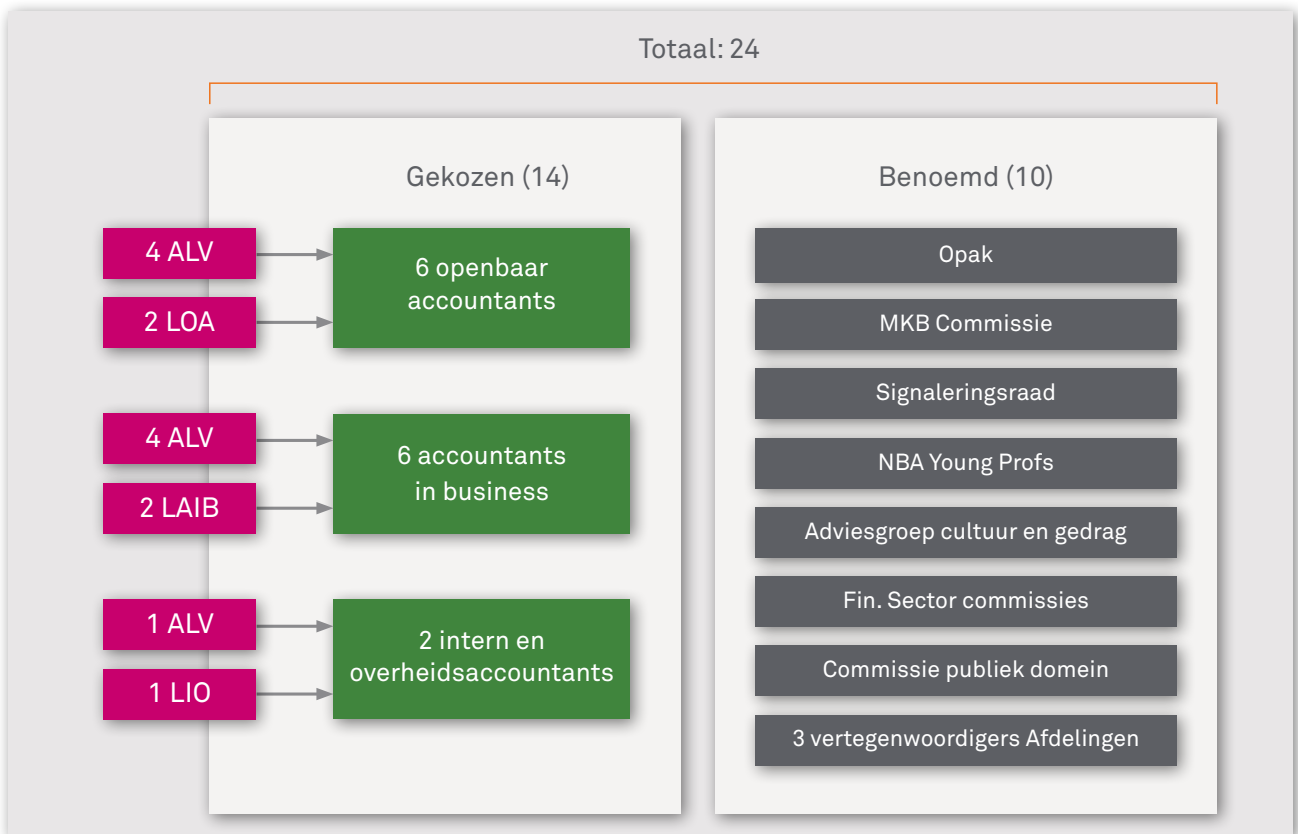 Totaal: 24
Gekozen (14)
4 ALV
2 LOA
6 openbaar
accountants
4 ALV
2 LAIB
6 accountants
in business
1 ALV
1 LIO
2 intern en
overheidsaccountants
Benoemd (10)
Opak
MKB Commissie
Signaleringsraad
NBA Young Profs
Adviesgroep cultuur en gedrag
Fin. Sector commissies
Commissie publiek domein
3 vertegenwoordigers Afdelingen